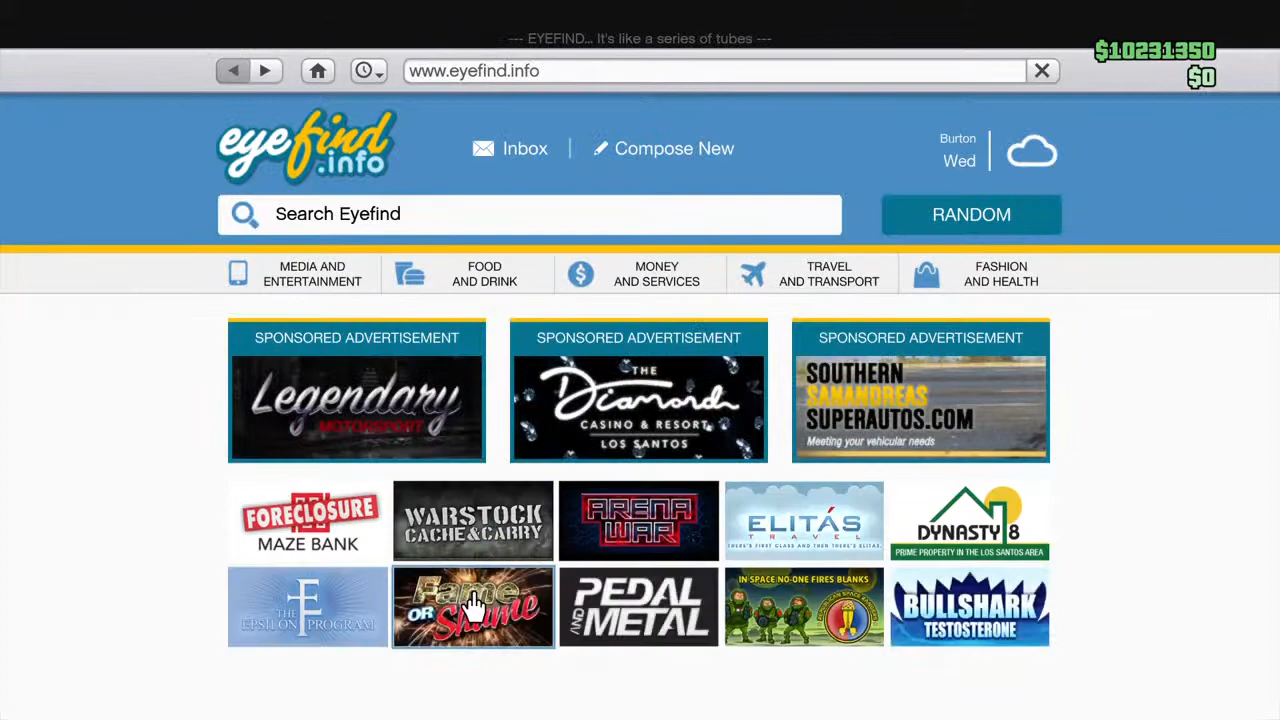 --- EYEFIND... It's like a series of tubes ---
$10231350
$0
www.eyefind.info
eyefind
.info
Inbox
Compose New
Burton
Wed
Search Eyefind
RANDOM
MEDIA AND
ENTERTAINMENT
FOOD
AND DRINK
MONEY
AND SERVICES
TRAVEL
AND TRANSPORT
FASHION
AND HEALTH
SPONSORED ADVERTISEMENT
Legendary
MOTORSPORT
SPONSORED ADVERTISEMENT
THE
Diamond
CASINO & RESORT
LOS SANTOS
SPONSORED ADVERTISEMENT
SOUTHERN
SANANDREAS
SUPERAUTOS.COM
Meeting your vehicular needs
FORECLOSURE
MAZE BANK
WARSTOCK
CACHE&CARRY
ARENA
WAR
ELITÁS
TRAVEL
THERE'S FIRST CLASS AND THEN THERE'S ELITAS.
DYNASTY 8
PRIME PROPERTY IN THE LOS SANTOS AREA
THE
EPSILON PROGRAM
Fame
OR Shame
PEDAL
AND METAL
IN SPACE NO-ONE FIRES BLANKS
BULLSHARK
TESTOSTERONE